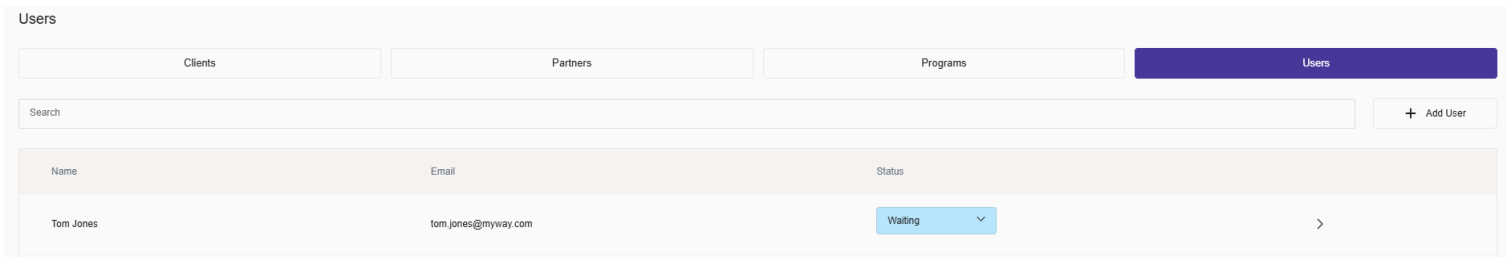 Users
Clients Partners Programs Users
Search + Add User
Name Email Status
Tom Jones tom.jones@myway.com Waiting